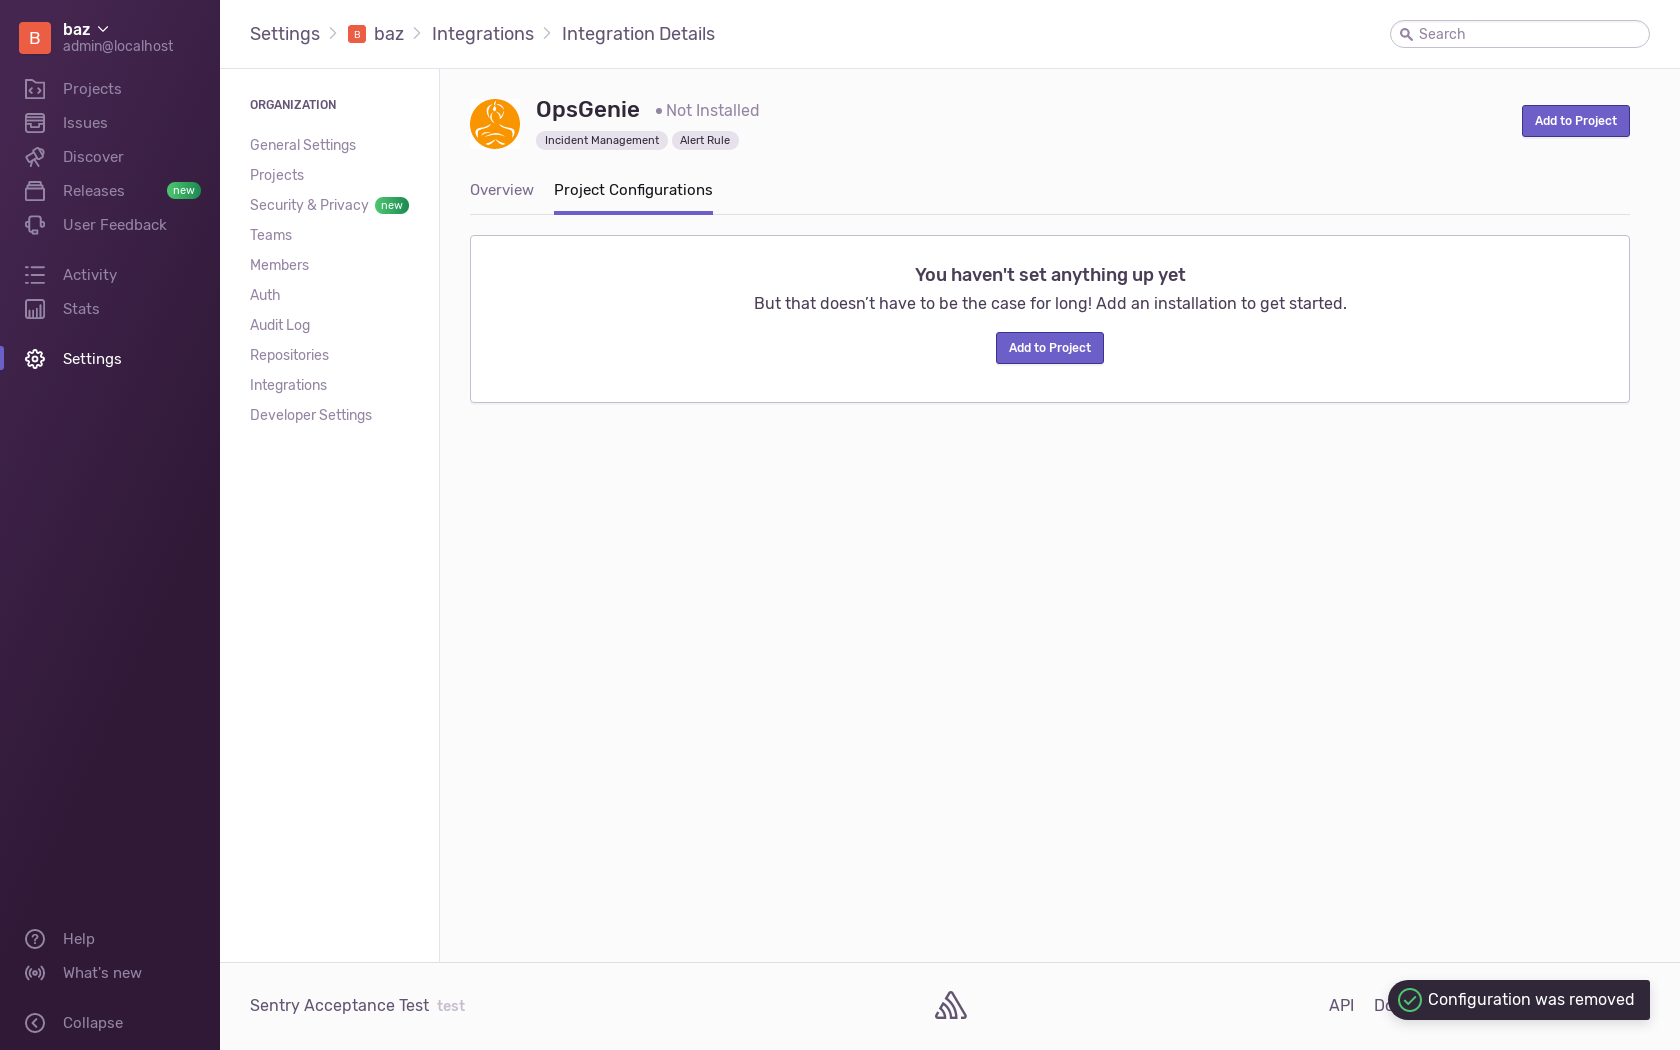 B
baz
admin@localhost
Projects
Issues
Discover
Releases new
User Feedback
Activity
Stats
Settings
Help
What's new
Collapse
Settings B baz Integrations Integration Details
Search
ORGANIZATION
General Settings
Projects
Security & Privacy new
Teams
Members
Auth
Audit Log
Repositories
Integrations
Developer Settings
OpsGenie Not Installed
Incident Management Alert Rule
Add to Project
Overview Project Configurations
You haven't set anything up yet
But that doesn’t have to be the case for long! Add an installation to get started.
Add to Project
Sentry Acceptance Test test
API
Configuration was removed